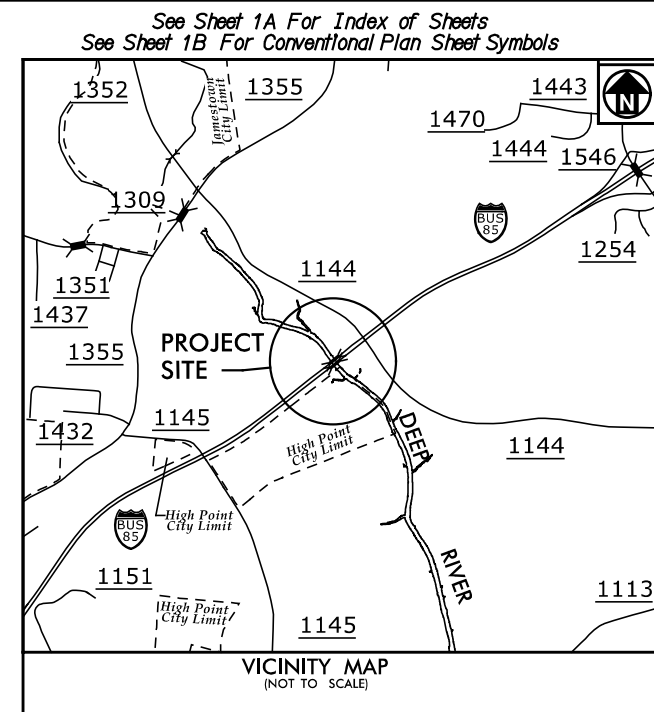 See Sheet 1A For Index of Sheets
See Sheet 1B For Conventional Plan Sheet Symbols
1352
Jamestown
City Limit
1355
1443
N
1470
1444
1546
1309
BUS
85
1254
1351
1144
1437
PROJECT
SITE
1355
1145
1432
High Point
City Limit
DEEP
1144
High Point
City Limit
BUS
85
RIVER
1151
1113
High Point
City Limit
1145
VICINITY MAP
(NOT TO SCALE)